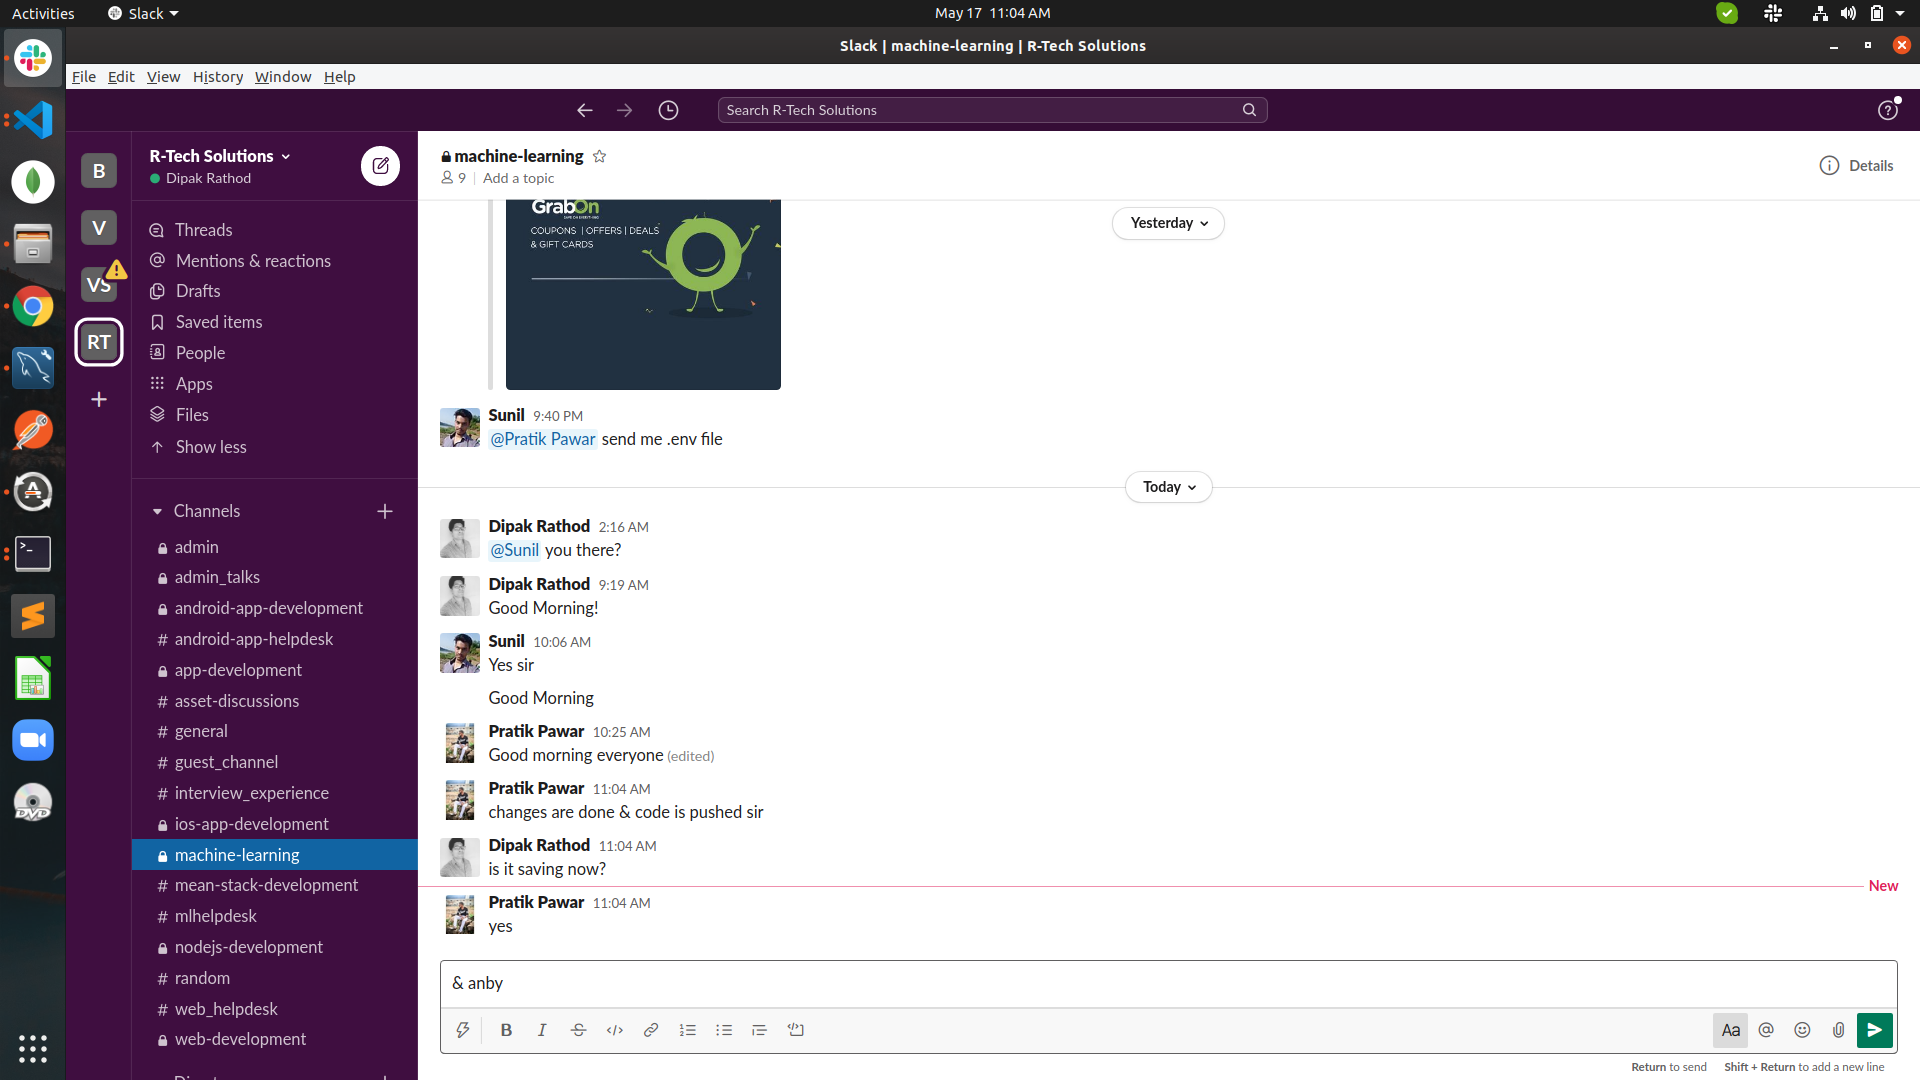 Activities
Slack
May 17 11:04 AM
Slack | machine-learning | R-Tech Solutions
File Edit View History Window Help
Search R-Tech Solutions
B
V
VS
RT
R-Tech Solutions
Dipak Rathod
Threads
Mentions & reactions
Drafts
Saved items
People
Apps
Files
Show less
Channels
admin
admin_talks
android-app-development
# android-app-helpdesk
app-development
# asset-discussions
# general
# guest_channel
# interview_experience
ios-app-development
machine-learning
# mean-stack-development
# mlhelpdesk
nodejs-development
# random
# web_helpdesk
web-development
machine-learning
9 | Add a topic
Details
Yesterday
GrabOn
COUPONS | OFFERS | DEALS
& GIFT CARDS
Sunil 9:40 PM
@Pratik Pawar send me .env file
Today
Dipak Rathod 2:16 AM
@Sunil you there?
Dipak Rathod 9:19 AM
Good Morning!
Sunil 10:06 AM
Yes sir
Good Morning
Pratik Pawar 10:25 AM
Good morning everyone (edited)
Pratik Pawar 11:04 AM
changes are done & code is pushed sir
Dipak Rathod 11:04 AM
is it saving now?
New
Pratik Pawar 11:04 AM
yes
& anby
B I S </>
Aa @
Return to send Shift + Return to add a new line
DVD